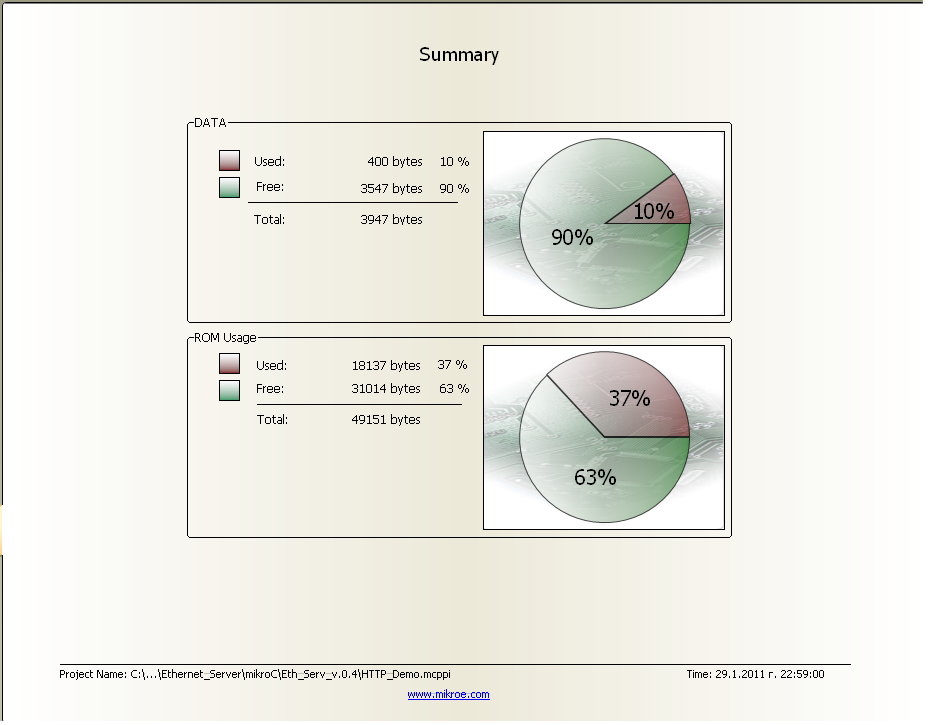 Summary
DATA
Used: 400 bytes 10 %
Free: 3547 bytes 90 %
Total: 3947 bytes
10%
90%
ROM Usage
Used: 18137 bytes 37 %
Free: 31014 bytes 63 %
Total: 49151 bytes
37%
63%
Project Name: C:\...\Ethernet_Server\mikroC\Eth_Serv_v.0.4\HTTP_Demo.mcppi
Time: 29.1.2011 г. 22:59:00
www.mikroe.com